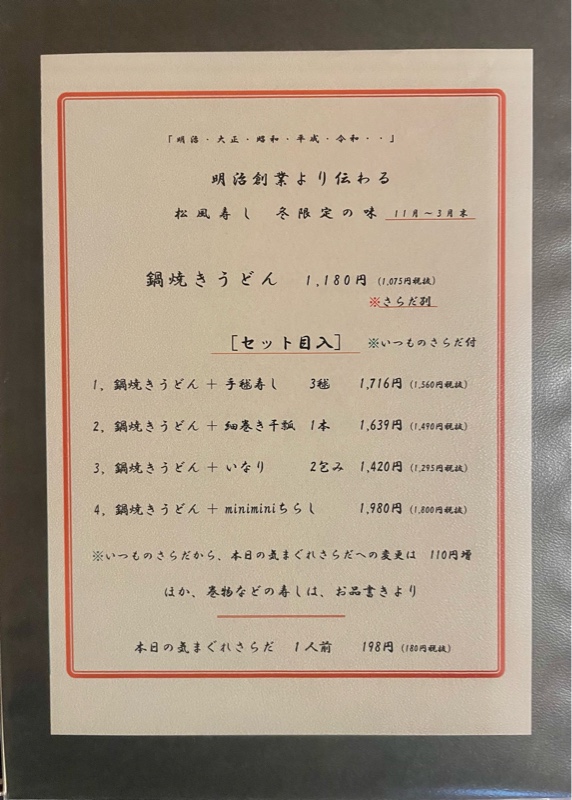 「明治・大正・昭和・平成・令和・・」
明治創業より伝わる
松風寿し 冬限定の味 11月～3月末
鍋焼きうどん 1,180円 (1,075円税抜)
※さらだ別
［セット目入］ ※いつものさらだ付
1, 鍋焼きうどん ＋ 手毬寿し 3毬 1,716円 (1,560円税抜)
2, 鍋焼きうどん ＋ 細巻き干瓢 1本 1,639円 (1,490円税抜)
3, 鍋焼きうどん ＋ いなり 2包み 1,420円 (1,295円税抜)
4, 鍋焼きうどん ＋ miniminiちらし 1,980円 (1,800円税抜)
※いつものさらだから、本日の気まぐれさらだへの変更は 110円増
ほか、巻物などの寿しは、お品書きより
本日の気まぐれさらだ 1人前 198円 (180円税抜)